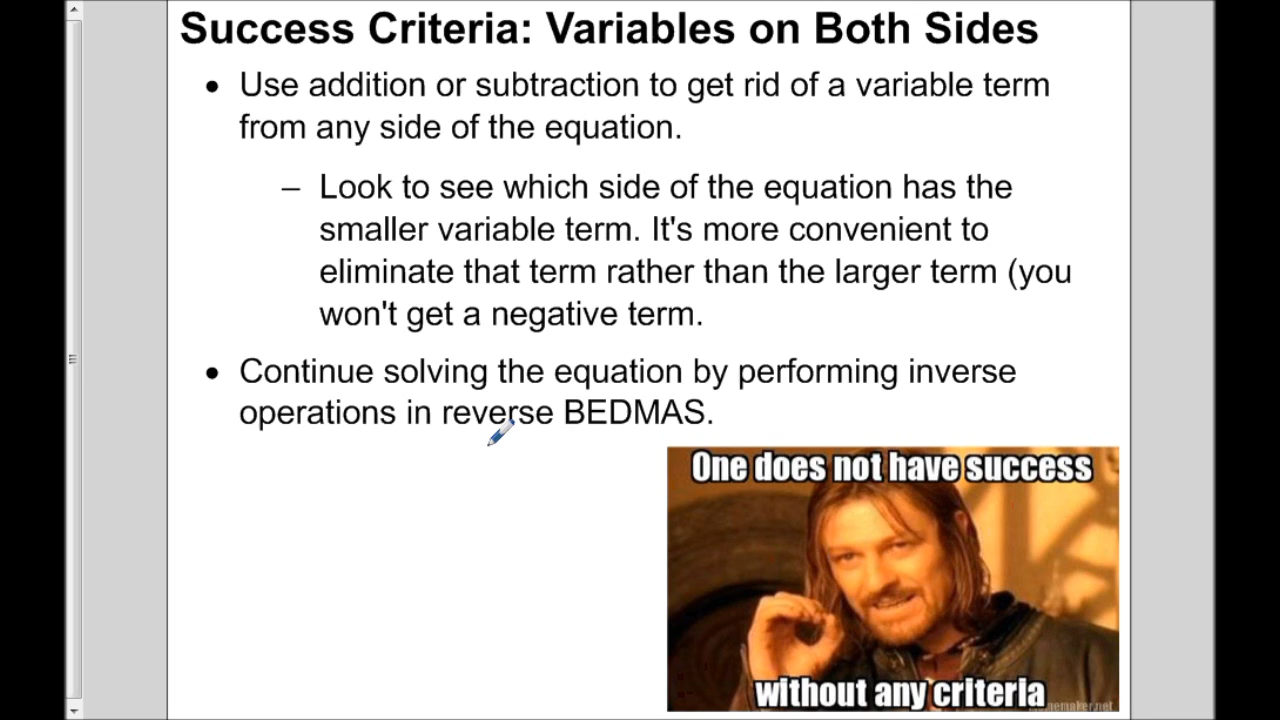 Success Criteria: Variables on Both Sides
• Use addition or subtraction to get rid of a variable term
from any side of the equation.
– Look to see which side of the equation has the
smaller variable term. It's more convenient to
eliminate that term rather than the larger term (you
won't get a negative term.
• Continue solving the equation by performing inverse
operations in reverse BEDMAS.
One does not have success
without any criteria